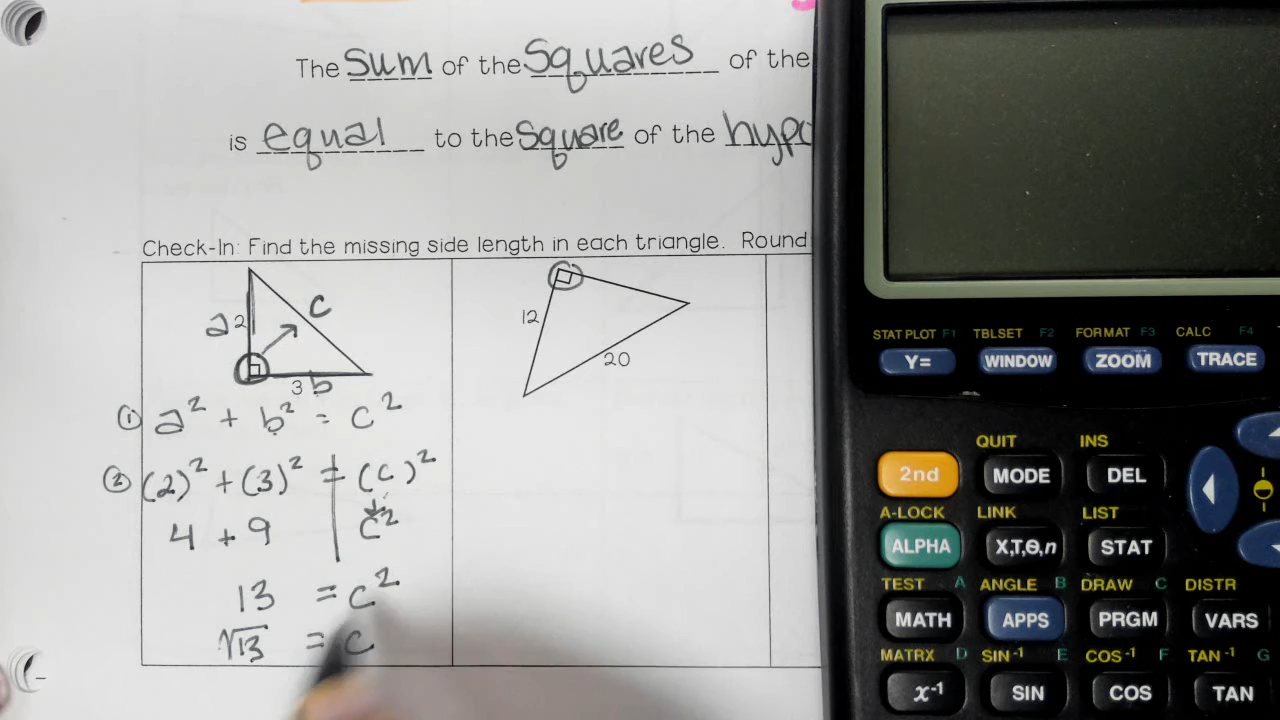 The Sum of the Squares of the
is equal to the Square of the hypo
Check-In: Find the missing side length in each triangle. Round
a 2 c
3 b
① a² + b² = c²
② (2)² + (3)² = (c)²
4 + 9 c²
13 = c²
√13 = c
12
20
STAT PLOT F1 TBLSET F2 FORMAT F3 CALC F4
Y= WINDOW ZOOM TRACE
QUIT INS
2nd MODE DEL
A-LOCK LINK LIST
ALPHA X,T,Θ,n STAT
TEST A ANGLE B DRAW C DISTR
MATH APPS PRGM VARS
MATRX D SIN⁻¹ E COS⁻¹ F TAN⁻¹ G
x⁻¹ SIN COS TAN